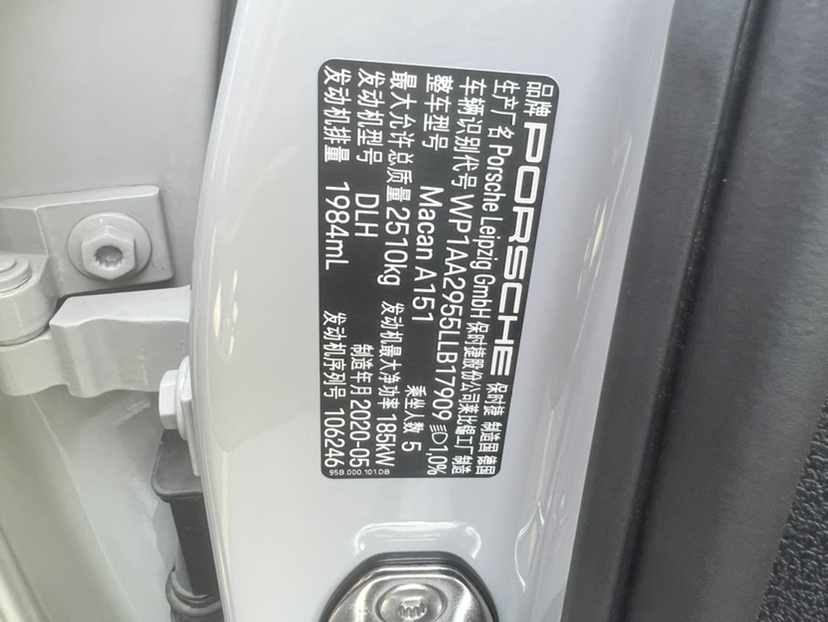 品牌 PORSCHE 保时捷 制造国 德国
生产厂名 Porsche Leipzig GmbH 保时捷股份公司莱比锡工厂制造
车辆识别代号 WP1AA2955LLB17909 1,0%
整车型号 Macan A151 乘坐人数 5
最大允许总质量 2510kg 发动机最大净功率 185kW
发动机型号 DLH 制造年月 2020-05
发动机排量 1984mL 发动机序列号 106246
95B.000.101.DB